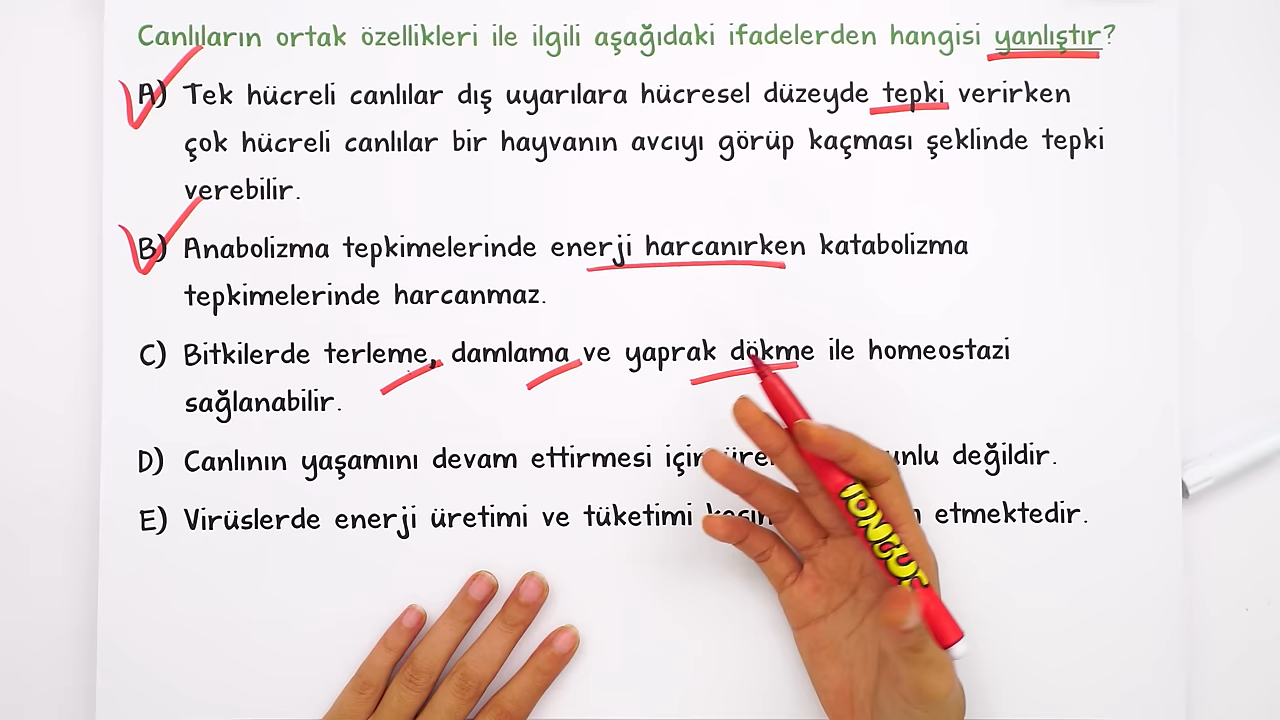 Canlıların ortak özellikleri ile ilgili aşağıdaki ifadelerden hangisi yanlıştır?
A) Tek hücreli canlılar dış uyarılara hücresel düzeyde tepki verirken
çok hücreli canlılar bir hayvanın avcıyı görüp kaçması şeklinde tepki
verebilir.
B) Anabolizma tepkimelerinde enerji harcanırken katabolizma
tepkimelerinde harcanmaz.
C) Bitkilerde terleme, damlama ve yaprak dökme ile homeostazi
sağlanabilir.
D) Canlının yaşamını devam ettirmesi için değildir.
E) Virüslerde enerji üretimi ve tüketimi etmektedir.